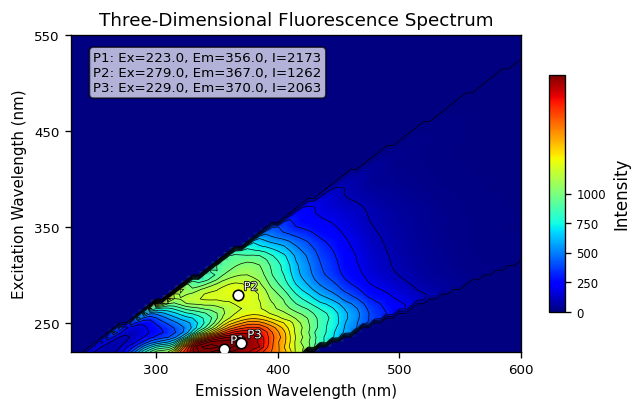 Three-Dimensional Fluorescence Spectrum
P1: Ex=223.0, Em=356.0, I=2173
P2: Ex=279.0, Em=367.0, I=1262
P3: Ex=229.0, Em=370.0, I=2063
550
450
350
250
Excitation Wavelength (nm)
P2
P3
P1
300
400
500
600
Emission Wavelength (nm)
1000
750
500
250
0
Intensity